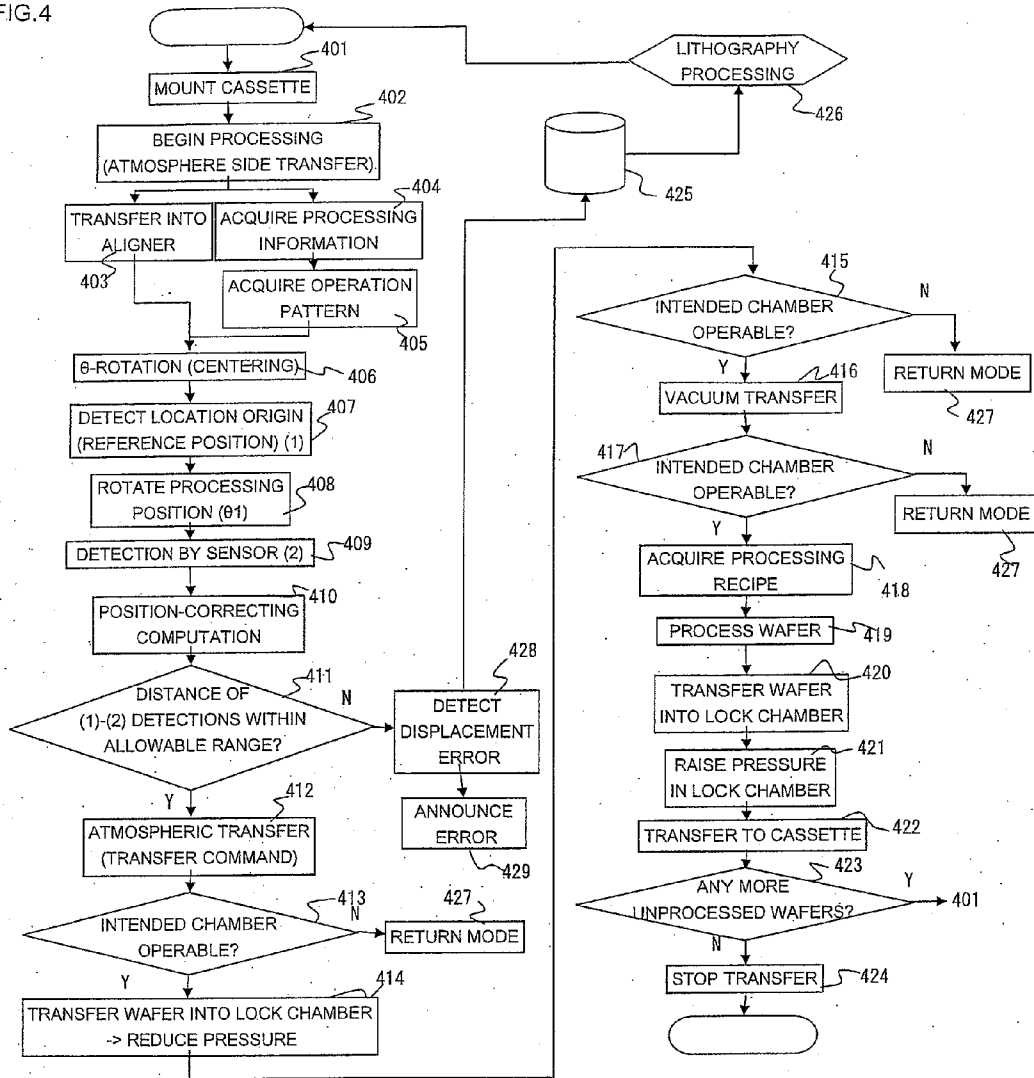 FIG.4
401
MOUNT CASSETTE
402
BEGIN PROCESSING
(ATMOSPHERE SIDE TRANSFER)
404
TRANSFER INTO
ALIGNER
403
ACQUIRE PROCESSING
INFORMATION
ACQUIRE OPERATION
PATTERN
405
θ-ROTATION (CENTERING)
406
407
DETECT LOCATION ORIGIN
(REFERENCE POSITION) (1)
ROTATE PROCESSING
POSITION (θ1)
408
DETECTION BY SENSOR (2)
409
410
POSITION-CORRECTING
COMPUTATION
411
DISTANCE OF
(1)-(2) DETECTIONS WITHIN
ALLOWABLE RANGE?
N
Y
428
DETECT
DISPLACEMENT
ERROR
ANNOUNCE
ERROR
429
412
ATMOSPHERIC TRANSFER
(TRANSFER COMMAND)
413
INTENDED CHAMBER
OPERABLE?
N
Y
427
RETURN MODE
414
TRANSFER WAFER INTO LOCK CHAMBER
-> REDUCE PRESSURE
LITHOGRAPHY
PROCESSING
426
425
415
INTENDED CHAMBER
OPERABLE?
N
Y
RETURN MODE
427
416
VACUUM TRANSFER
417
INTENDED CHAMBER
OPERABLE?
N
Y
RETURN MODE
427
ACQUIRE PROCESSING
RECIPE
418
PROCESS WAFER
419
420
TRANSFER WAFER
INTO LOCK CHAMBER
421
RAISE PRESSURE
IN LOCK CHAMBER
422
TRANSFER TO CASSETTE
423
ANY MORE
UNPROCESSED WAFERS?
Y
401
N
STOP TRANSFER
424